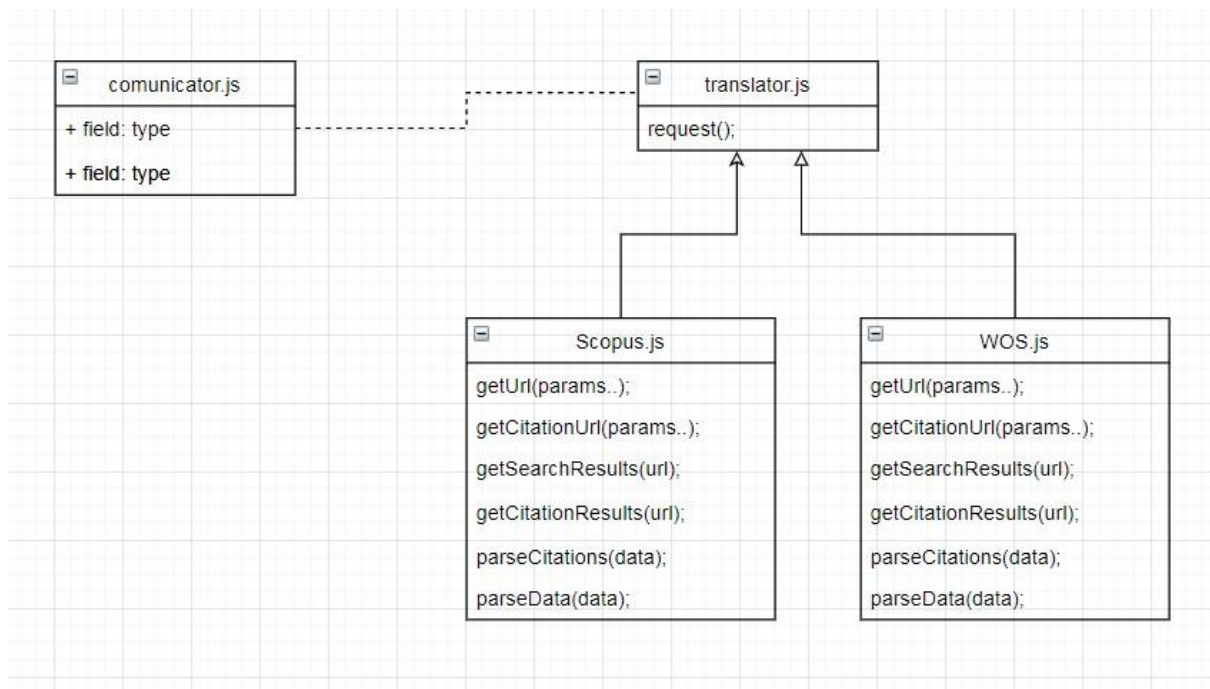 comunicator.js
+ field: type
+ field: type
translator.js
request();
Scopus.js
getUrl(params..);
getCitationUrl(params..);
getSearchResults(url);
getCitationResults(url);
parseCitations(data);
parseData(data);
WOS.js
getUrl(params..);
getCitationUrl(params..);
getSearchResults(url);
getCitationResults(url);
parseCitations(data);
parseData(data);